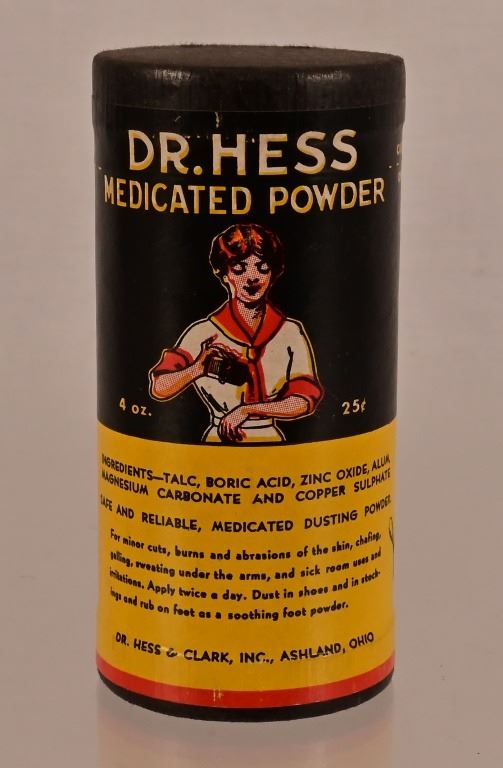 DR. HESS
MEDICATED POWDER
4 oz. 25¢
INGREDIENTS—TALC, BORIC ACID, ZINC OXIDE, ALUM,
MAGNESIUM CARBONATE AND COPPER SULPHATE
SAFE AND RELIABLE, MEDICATED DUSTING POWDER.
For minor cuts, burns and abrasions of the skin, chafing,
galling, sweating under the arms, and sick room uses and
irritations. Apply twice a day. Dust in shoes and in stock-
ings and rub on feet as a soothing foot powder.
DR. HESS & CLARK, INC., ASHLAND, OHIO